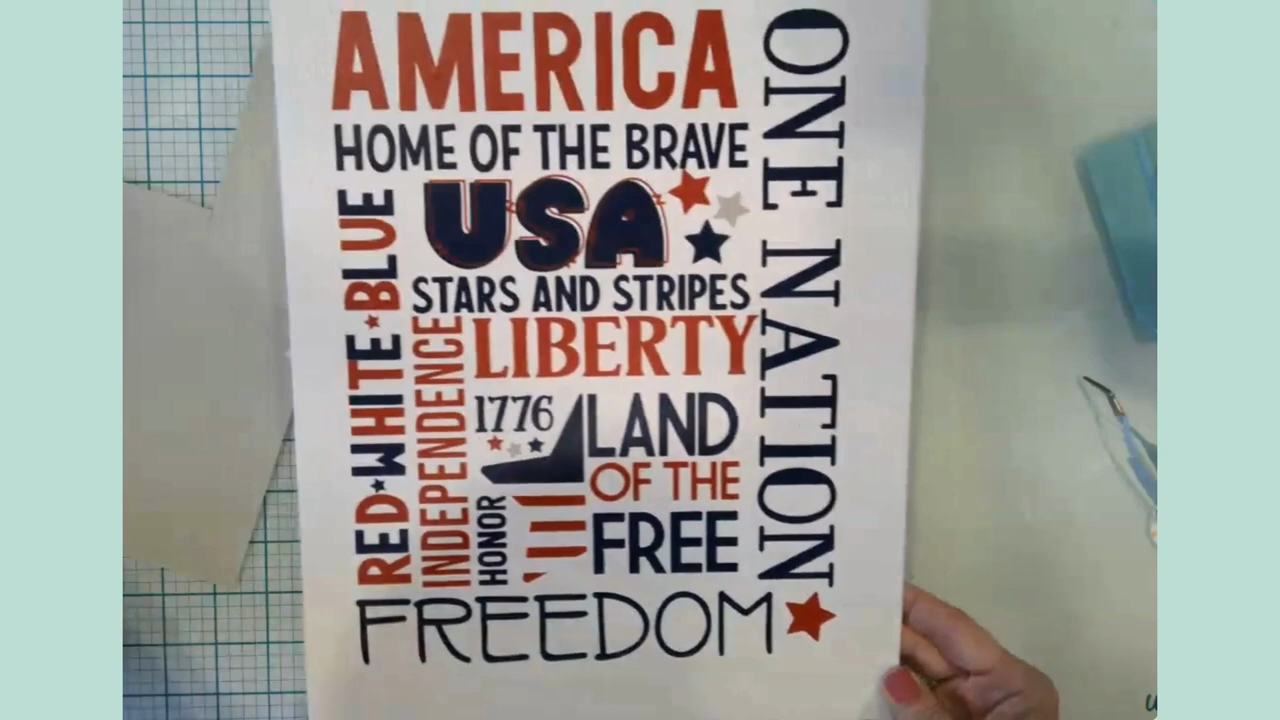 AMERICA
HOME OF THE BRAVE
ONE NATION
USA
STARS AND STRIPES
RED WHITE BLUE
INDEPENDENCE
LIBERTY
1776
LAND
OF THE
FREE
HONOR
FREEDOM